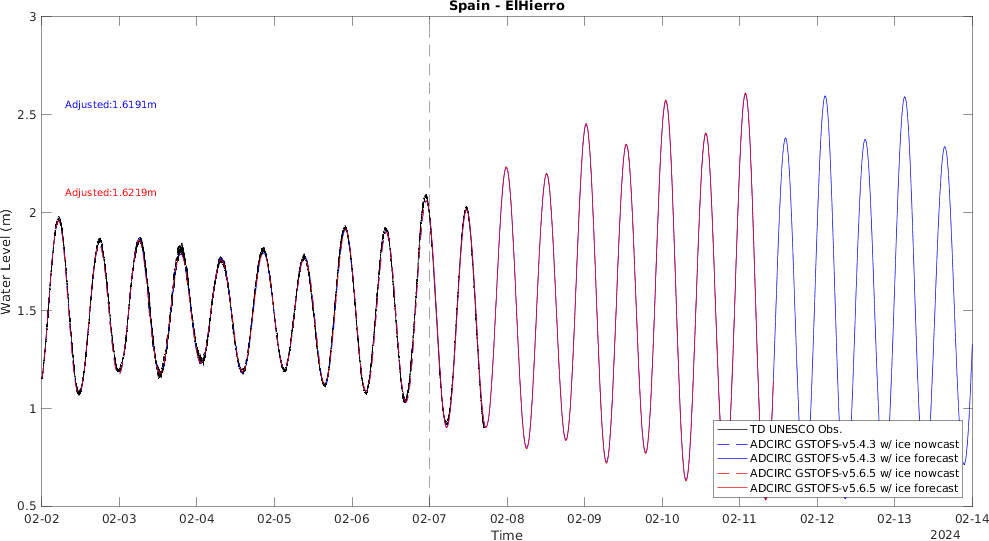 Spain - ElHierro
3
2.5
2
1.5
1
0.5
Water Level (m)
Adjusted:1.6191m
Adjusted:1.6219m
TD UNESCO Obs.
ADCIRC GSTOFS-v5.4.3 w/ ice nowcast
ADCIRC GSTOFS-v5.4.3 w/ ice forecast
ADCIRC GSTOFS-v5.6.5 w/ ice nowcast
ADCIRC GSTOFS-v5.6.5 w/ ice forecast
02-02 02-03 02-04 02-05 02-06 02-07 02-08 02-09 02-10 02-11 02-12 02-13 02-14
Time
2024